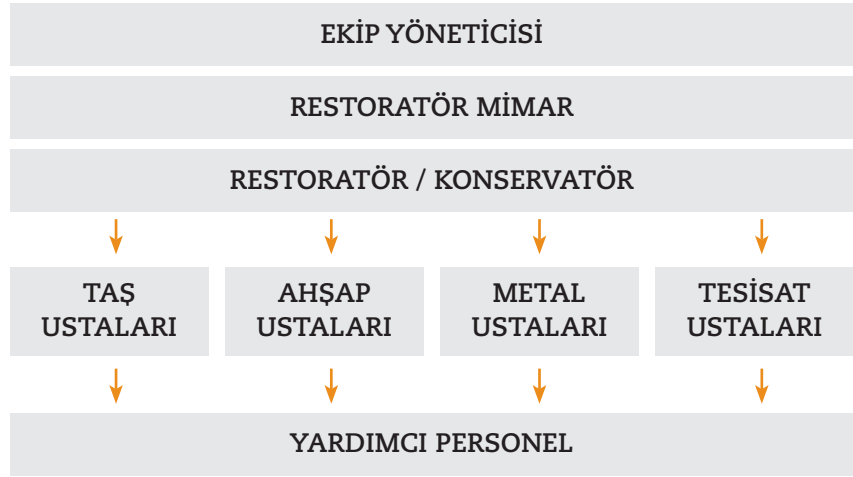 EKİP YÖNETİCİSİ
RESTORATÖR MİMAR
RESTORATÖR / KONSERVATÖR
TAŞ
USTALARI
AHŞAP
USTALARI
METAL
USTALARI
TESİSAT
USTALARI
YARDIMCI PERSONEL